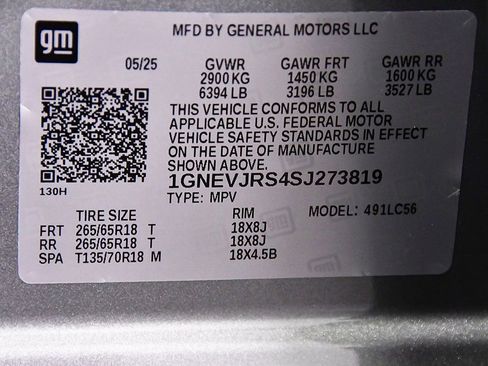 gm
MFD BY GENERAL MOTORS LLC
05/25 GVWR GAWR FRT GAWR RR
2900 KG 1450 KG 1600 KG
6394 LB 3196 LB 3527 LB
THIS VEHICLE CONFORMS TO ALL
APPLICABLE U.S. FEDERAL MOTOR
VEHICLE SAFETY STANDARDS IN EFFECT
ON THE DATE OF MANUFACTURE
SHOWN ABOVE.
130H
1GNEVJRS4SJ273819
TYPE: MPV MODEL: 491LC56
TIRE SIZE RIM
FRT 265/65R18 T 18X8J
RR 265/65R18 T 18X8J
SPA T135/70R18 M 18X4.5B